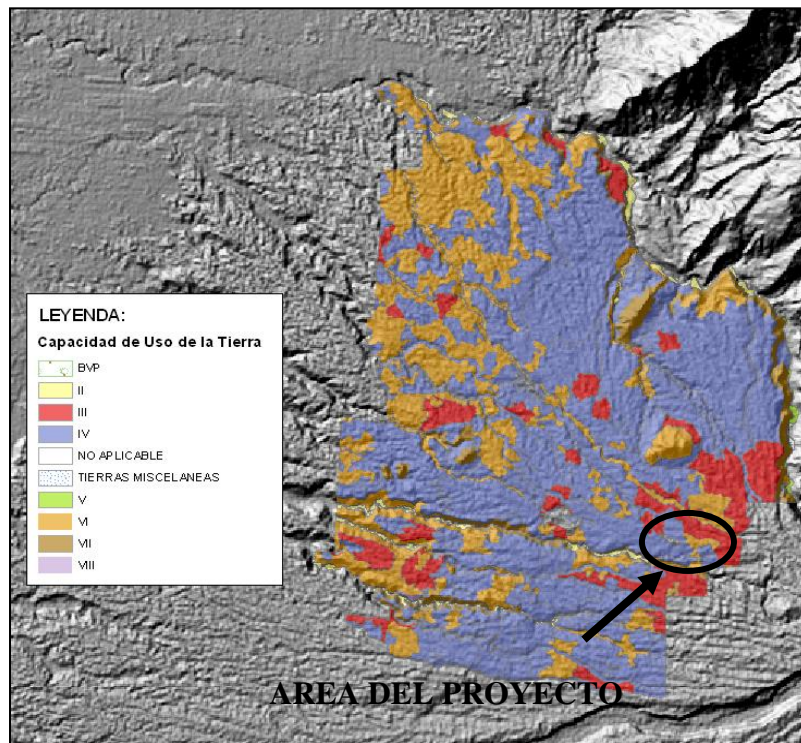 LEYENDA:
Capacidad de Uso de la Tierra
BVP
II
III
IV
NO APLICABLE
TIERRAS MISCELANEAS
V
VI
VII
VIII
AREA DEL PROYECTO